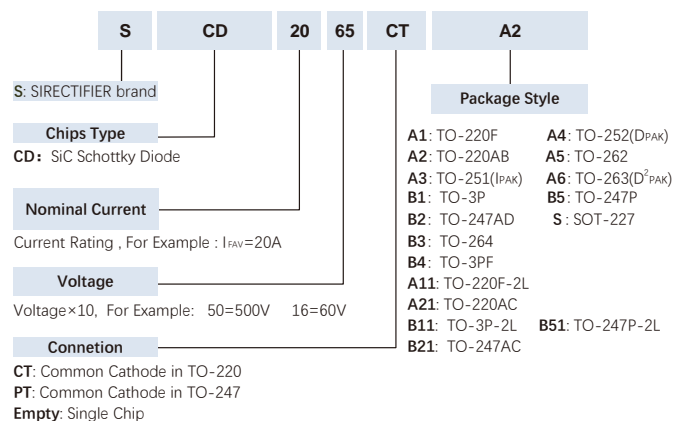 S CD 20 65 CT A2
S: SIRECTIFIER brand
Chips Type
CD： SiC Schottky Diode
Nominal Current
Current Rating , For Example : IFAV=20A
Voltage
Voltage×10, For Example: 50=500V 16=60V
Connetion
CT: Common Cathode in TO-220
PT: Common Cathode in TO-247
Empty: Single Chip
Package Style
A1: TO-220F A4: TO-252(DPAK)
A2: TO-220AB A5: TO-262
A3: TO-251(IPAK) A6: TO-263(D²PAK)
B1: TO-3P B5: TO-247P
B2: TO-247AD S: SOT-227
B3: TO-264
B4: TO-3PF
A11: TO-220F-2L
A21: TO-220AC
B11: TO-3P-2L B51: TO-247P-2L
B21: TO-247AC